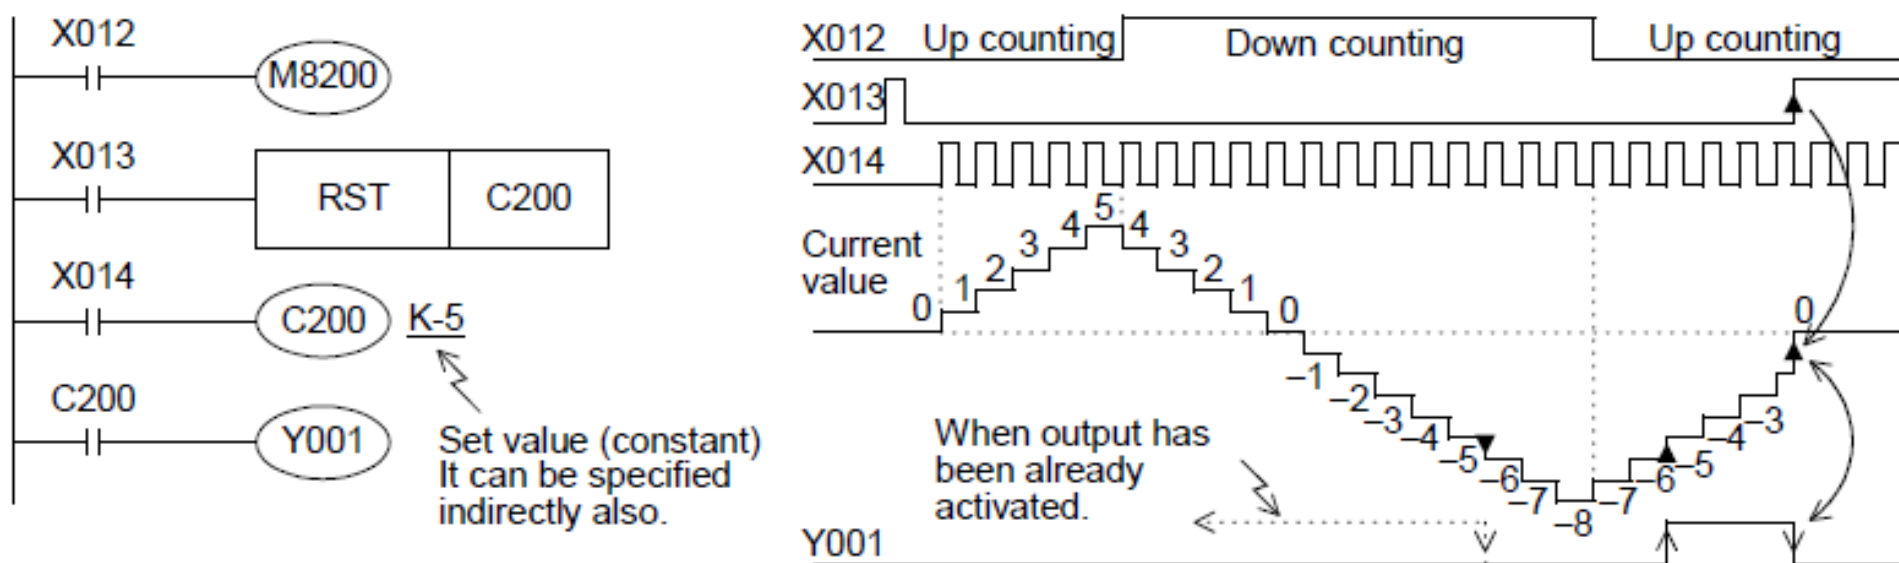 X012
M8200
X013
RST C200
X014
C200 K-5
C200
Y001
Set value (constant)
It can be specified
indirectly also.
X012 Up counting Down counting Up counting
X013
X014
Current
value
0 1 2 3 4 5 4 3 2 1 0
–1 –2 –3 –4 –5 –6 –7 –8 –7 –6 –5 –4 –3 0
When output has
been already
activated.
Y001